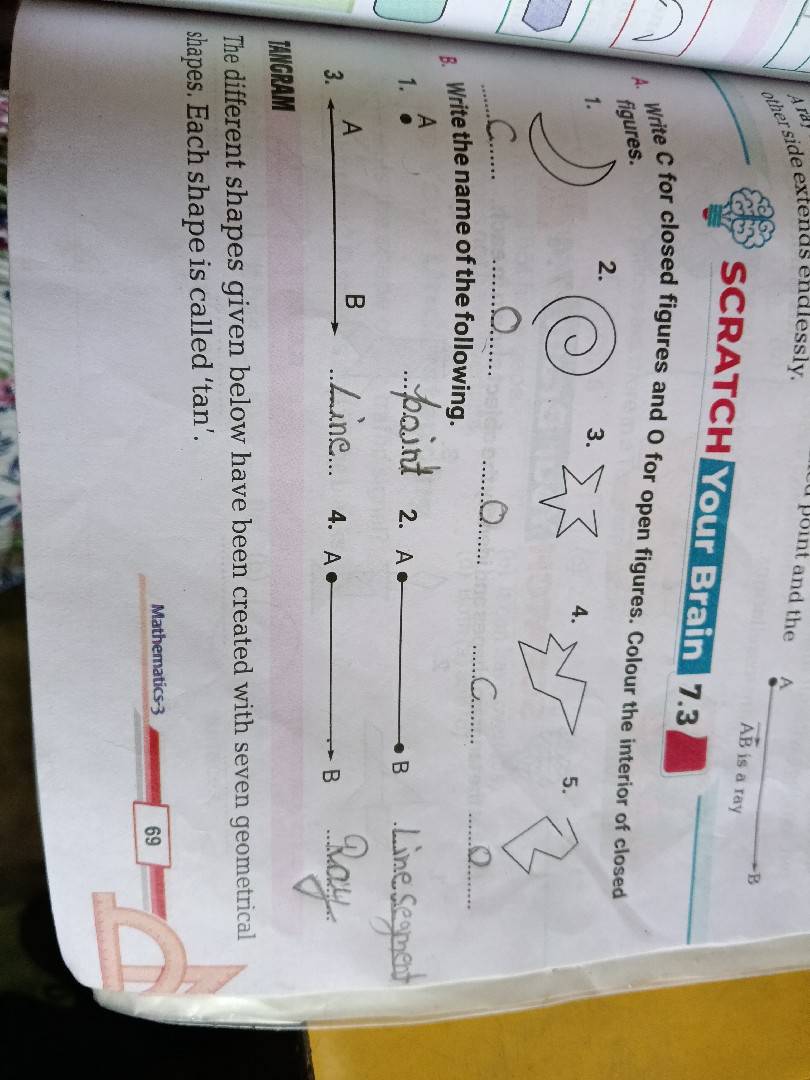 A ray
other side extends endlessly.
point and the
A
B
AB is a ray
SCRATCH Your Brain 7.3
A. Write C for closed figures and O for open figures. Colour the interior of closed
figures.
1. 2. 3. 4. 5.
C O O C O
B. Write the name of the following.
1. A point 2. A B Line segment
3. A B Line 4. A B Ray
TANGRAM
The different shapes given below have been created with seven geometrical
shapes. Each shape is called 'tan'.
Mathematics-3 69